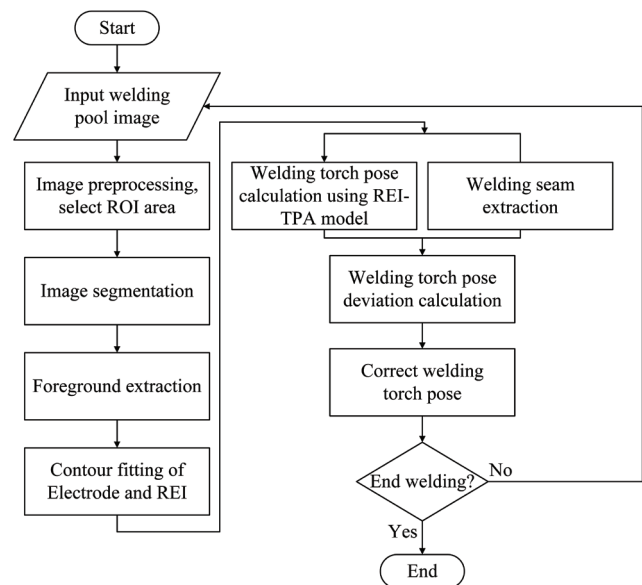 Start
Input welding
pool image
Image preprocessing,
select ROI area
Image segmentation
Foreground extraction
Contour fitting of
Electrode and REI
Welding torch pose
calculation using REI-
TPA model
Welding seam
extraction
Welding torch pose
deviation calculation
Correct welding
torch pose
End welding?
No
Yes
End